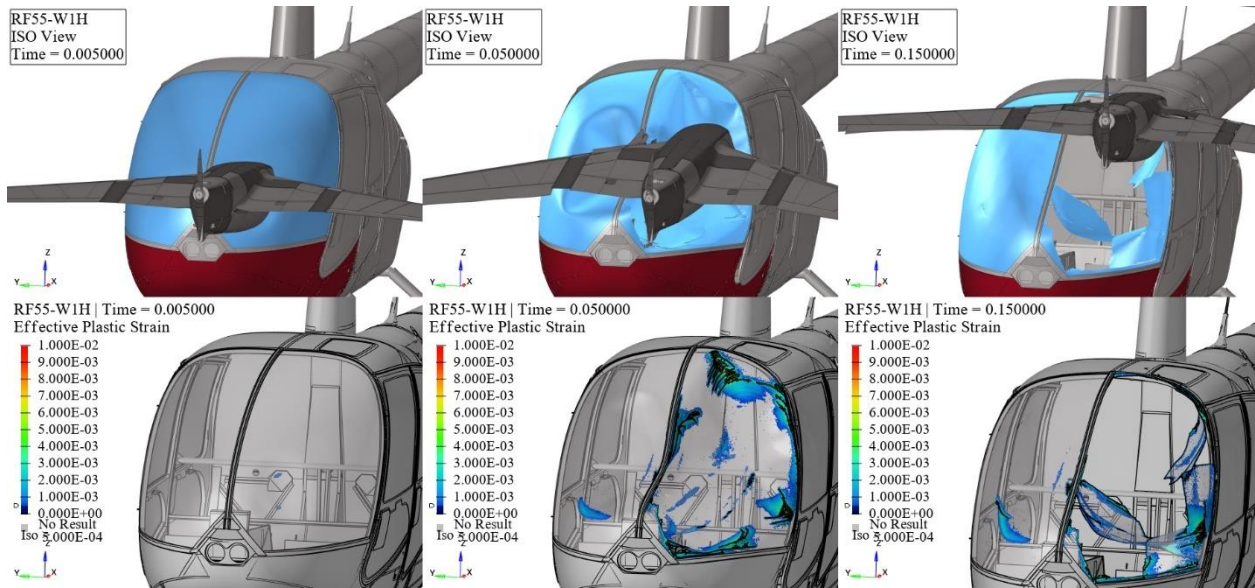 RF55-W1H
ISO View
Time = 0.005000
Z
Y
X
RF55-W1H
ISO View
Time = 0.050000
Z
Y
X
RF55-W1H
ISO View
Time = 0.150000
Z
Y
X
RF55-W1H | Time = 0.005000
Effective Plastic Strain
1.000E-02
9.000E-03
8.000E-03
7.000E-03
6.000E-03
5.000E-03
4.000E-03
3.000E-03
2.000E-03
1.000E-03
0.000E+00
No Result
Z
Y
X
RF55-W1H | Time = 0.050000
Effective Plastic Strain
1.000E-02
9.000E-03
8.000E-03
7.000E-03
6.000E-03
5.000E-03
4.000E-03
3.000E-03
2.000E-03
1.000E-03
0.000E+00
No Result
Z
Y
X
RF55-W1H | Time = 0.150000
Effective Plastic Strain
1.000E-02
9.000E-03
8.000E-03
7.000E-03
6.000E-03
5.000E-03
4.000E-03
3.000E-03
2.000E-03
1.000E-03
0.000E+00
No Result
Z
Y
X